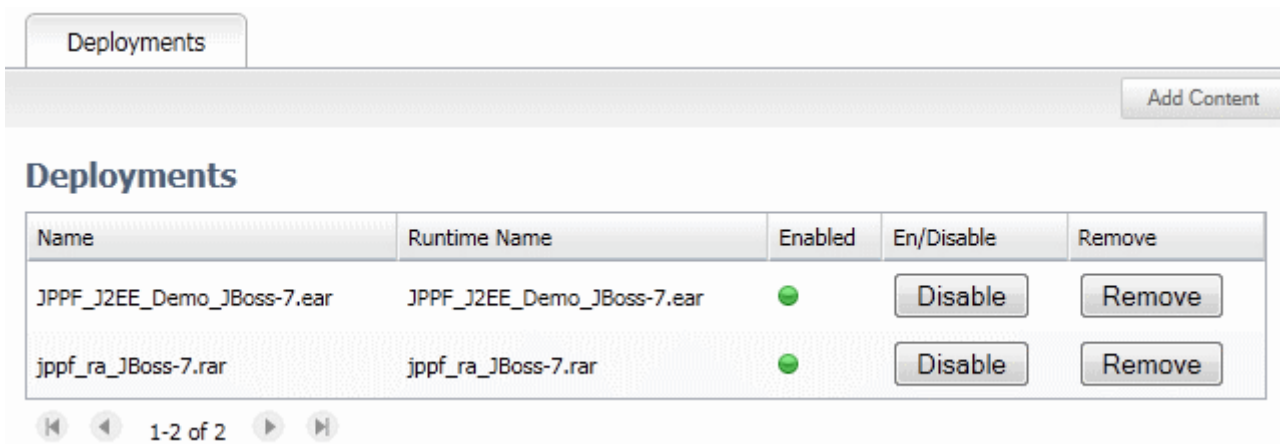 Deployments
Add Content
Deployments
Name Runtime Name Enabled En/Disable Remove
JPPF_J2EE_Demo_JBoss-7.ear JPPF_J2EE_Demo_JBoss-7.ear Disable Remove
jppf_ra_JBoss-7.rar jppf_ra_JBoss-7.rar Disable Remove
1-2 of 2